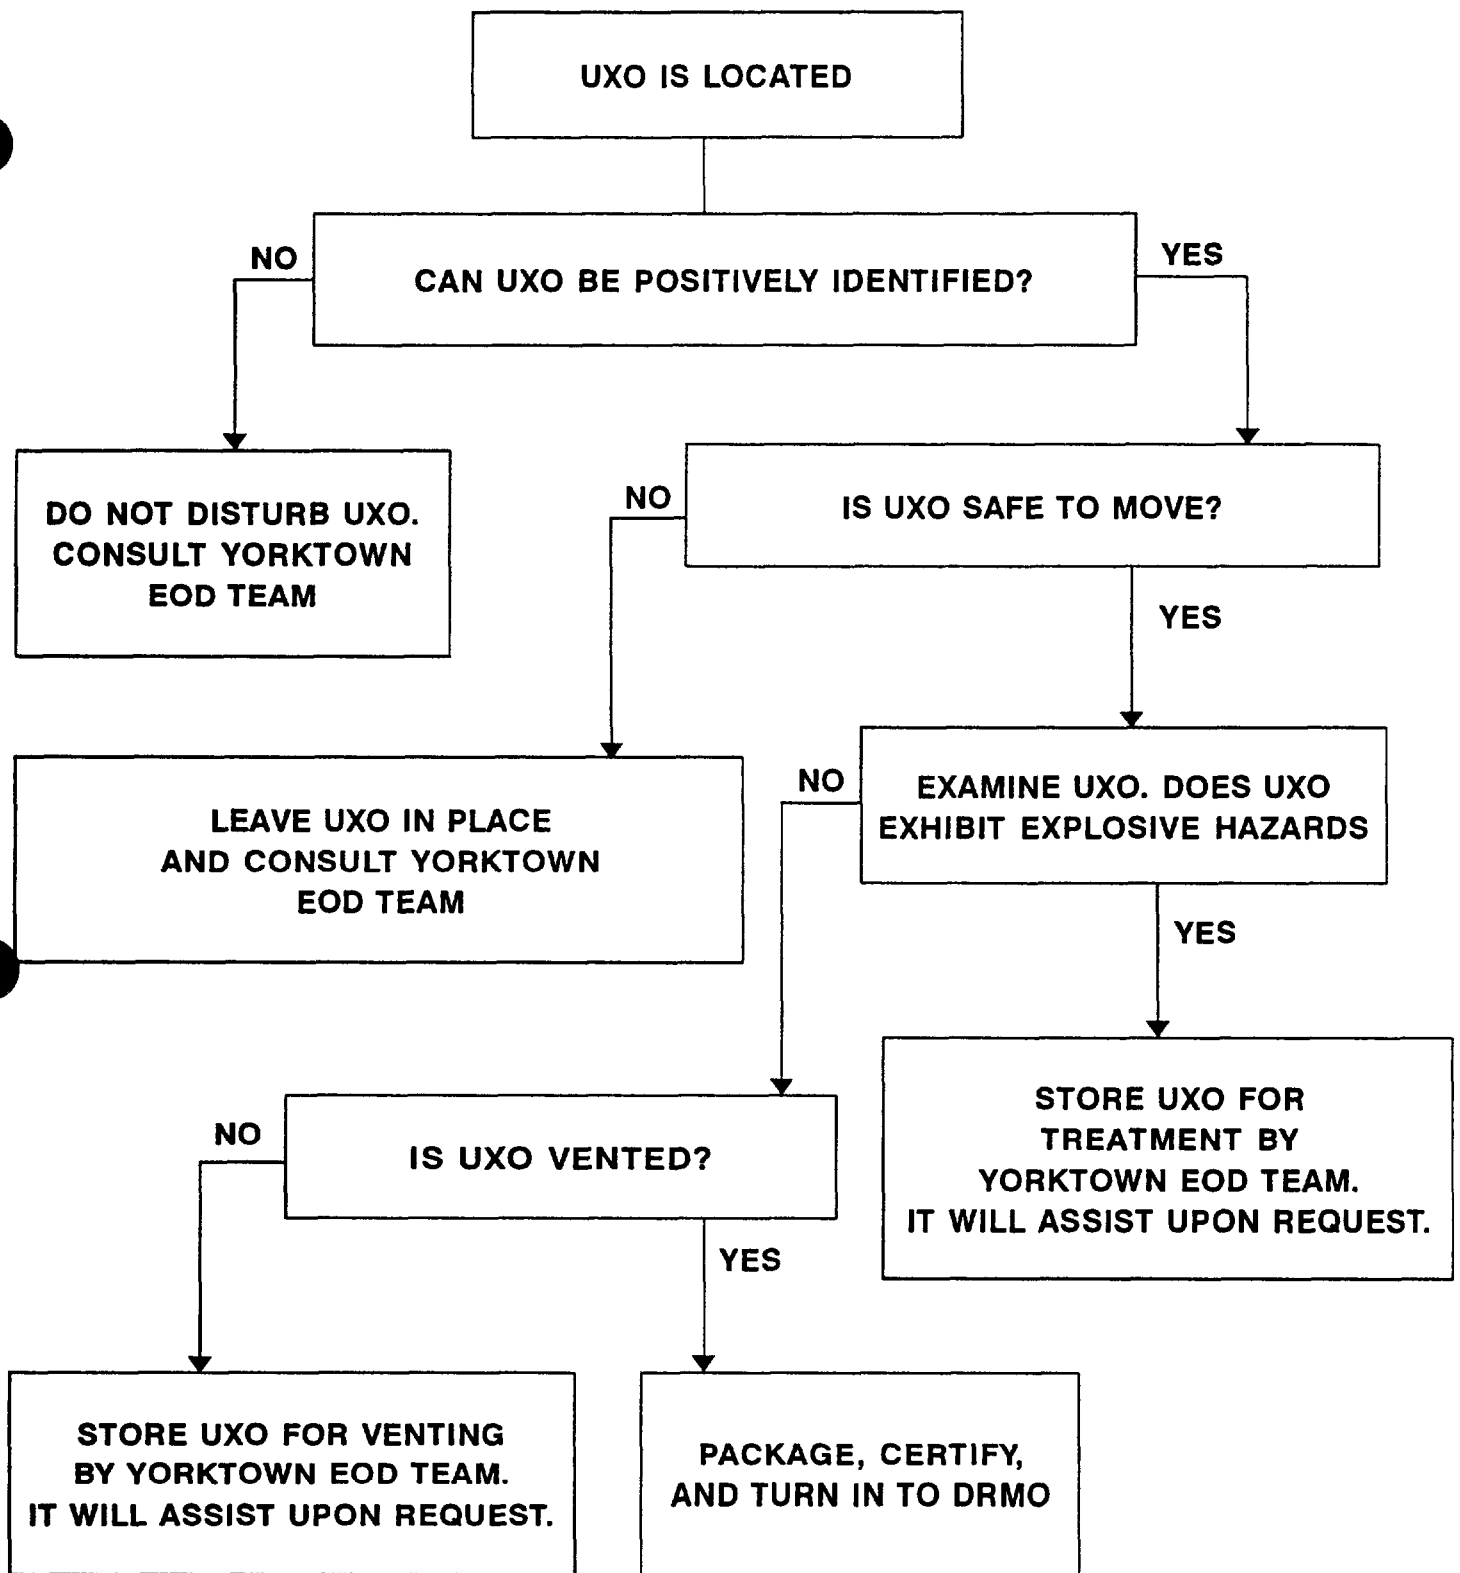 UXO IS LOCATED
NO
YES
CAN UXO BE POSITIVELY IDENTIFIED?
DO NOT DISTURB UXO.
CONSULT YORKTOWN
EOD TEAM
NO
IS UXO SAFE TO MOVE?
YES
LEAVE UXO IN PLACE
AND CONSULT YORKTOWN
EOD TEAM
NO
EXAMINE UXO. DOES UXO
EXHIBIT EXPLOSIVE HAZARDS
YES
STORE UXO FOR
TREATMENT BY
YORKTOWN EOD TEAM.
IT WILL ASSIST UPON REQUEST.
NO
IS UXO VENTED?
YES
STORE UXO FOR VENTING
BY YORKTOWN EOD TEAM.
IT WILL ASSIST UPON REQUEST.
PACKAGE, CERTIFY,
AND TURN IN TO DRMO